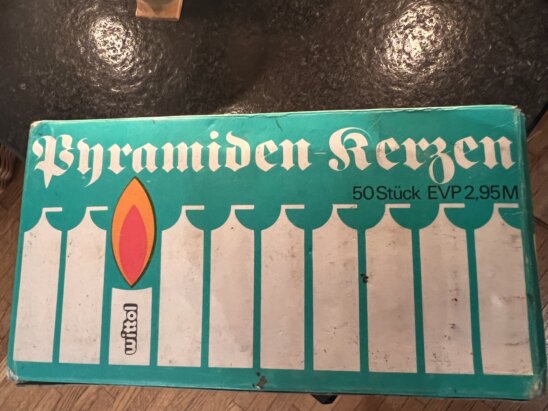 Pyramiden-Kerzen
50 Stück EVP 2,95 M
wittol